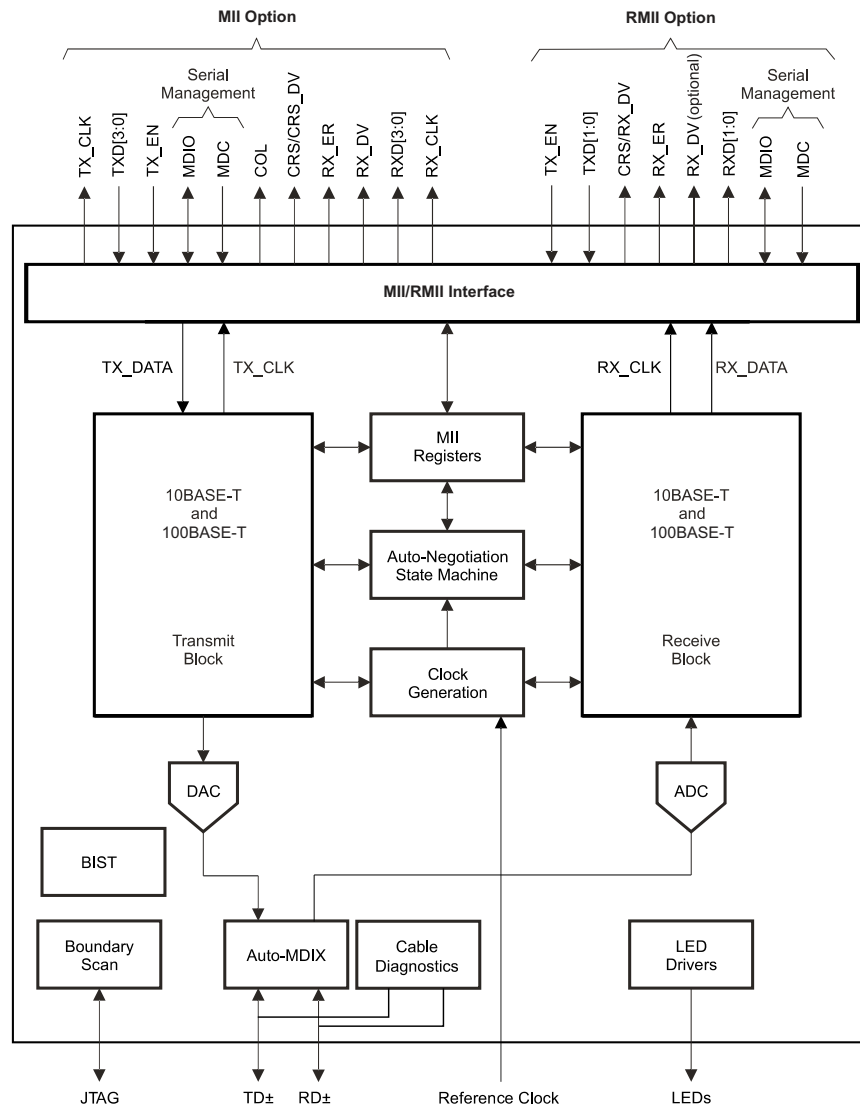 MII Option
RMII Option
Serial
Management
Serial
Management
TX_CLK
TXD[3:0]
TX_EN
MDIO
MDC
COL
CRS/CRS_DV
RX_ER
RX_DV
RXD[3:0]
RX_CLK
TX_EN
TXD[1:0]
CRS/RX_DV
RX_ER
RX_DV (optional)
RXD[1:0]
MDIO
MDC
MII/RMII Interface
TX_DATA
TX_CLK
RX_CLK
RX_DATA
10BASE-T
and
100BASE-T
Transmit
Block
MII
Registers
Auto-Negotiation
State Machine
Clock
Generation
10BASE-T
and
100BASE-T
Receive
Block
DAC
ADC
BIST
Boundary
Scan
Auto-MDIX
Cable
Diagnostics
LED
Drivers
JTAG
TD±
RD±
Reference Clock
LEDs